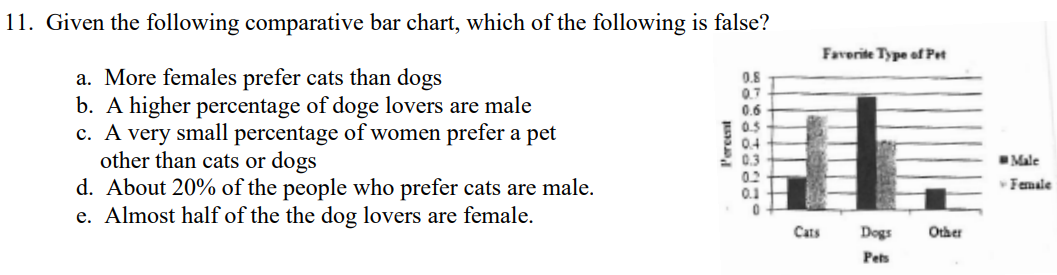 11. Given the following comparative bar chart, which of the following is false?
a. More females prefer cats than dogs
b. A higher percentage of doge lovers are male
c. A very small percentage of women prefer a pet
other than cats or dogs
d. About 20% of the people who prefer cats are male.
e. Almost half of the the dog lovers are female.
Favorite Type of Pet
0.8
0.7
0.6
0.5
0.4
0.3
0.2
0.1
0
Percent
Cats Dogs Other
Pets
Male
Female